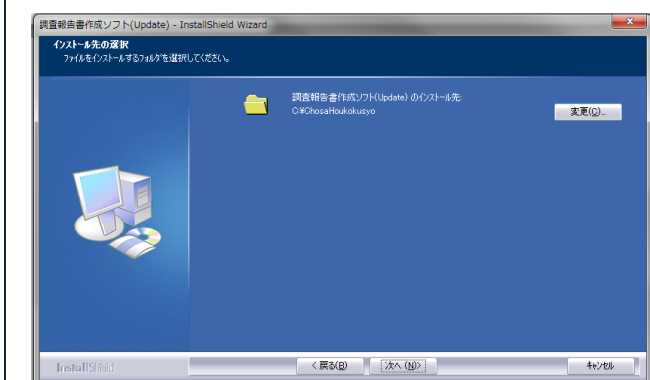 調査報告書作成ソフト(Update) - InstallShield Wizard
インストール先の選択
ファイルをインストールするフォルダを選択してください。
調査報告書作成ソフト(Update) のインストール先:
C:¥ChosaHoukokusyo
変更(C)...
InstallShield
< 戻る(B)
次へ (N)>
キャンセル